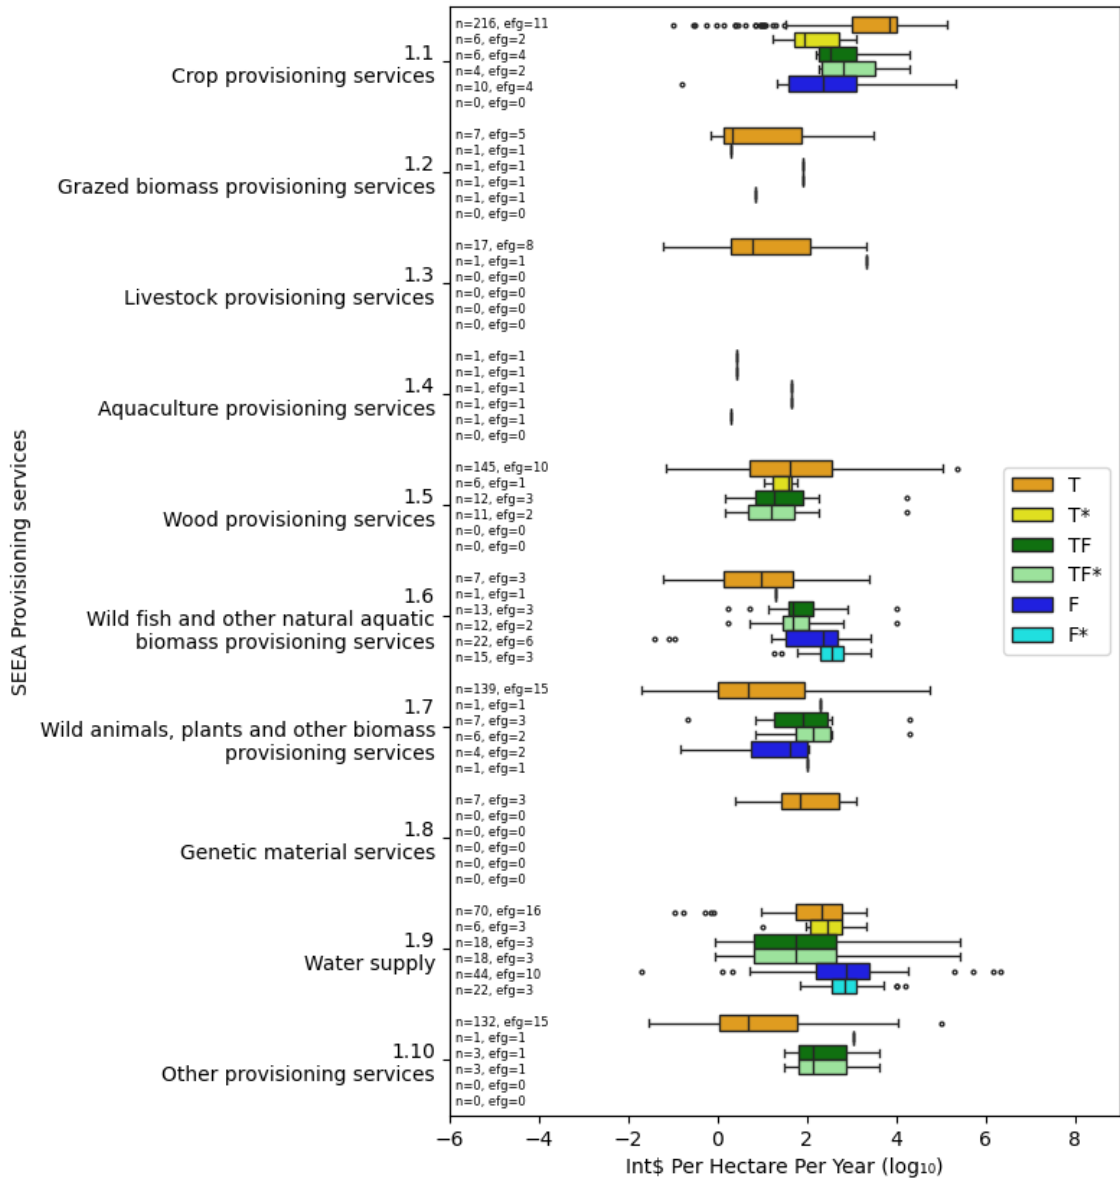 1.1
Crop provisioning services
n=216, efg=11
n=6, efg=2
n=6, efg=4
n=4, efg=2
n=10, efg=4
n=0, efg=0
1.2
Grazed biomass provisioning services
n=7, efg=5
n=1, efg=1
n=1, efg=1
n=1, efg=1
n=1, efg=1
n=0, efg=0
1.3
Livestock provisioning services
n=17, efg=8
n=1, efg=1
n=0, efg=0
n=0, efg=0
n=0, efg=0
n=0, efg=0
1.4
Aquaculture provisioning services
n=1, efg=1
n=1, efg=1
n=1, efg=1
n=1, efg=1
n=1, efg=1
n=0, efg=0
1.5
Wood provisioning services
n=145, efg=10
n=6, efg=1
n=12, efg=3
n=11, efg=2
n=0, efg=0
n=0, efg=0
1.6
Wild fish and other natural aquatic
biomass provisioning services
n=7, efg=3
n=1, efg=1
n=13, efg=3
n=12, efg=2
n=22, efg=6
n=15, efg=3
1.7
Wild animals, plants and other biomass
provisioning services
n=139, efg=15
n=1, efg=1
n=7, efg=3
n=6, efg=2
n=4, efg=2
n=1, efg=1
1.8
Genetic material services
n=7, efg=3
n=0, efg=0
n=0, efg=0
n=0, efg=0
n=0, efg=0
n=0, efg=0
1.9
Water supply
n=70, efg=16
n=6, efg=3
n=18, efg=3
n=18, efg=3
n=44, efg=10
n=22, efg=3
1.10
Other provisioning services
n=132, efg=15
n=1, efg=1
n=3, efg=1
n=3, efg=1
n=0, efg=0
n=0, efg=0
SEEA Provisioning services
T
T*
TF
TF*
F
F*
−6 −4 −2 0 2 4 6 8
Int$ Per Hectare Per Year (log₁₀)